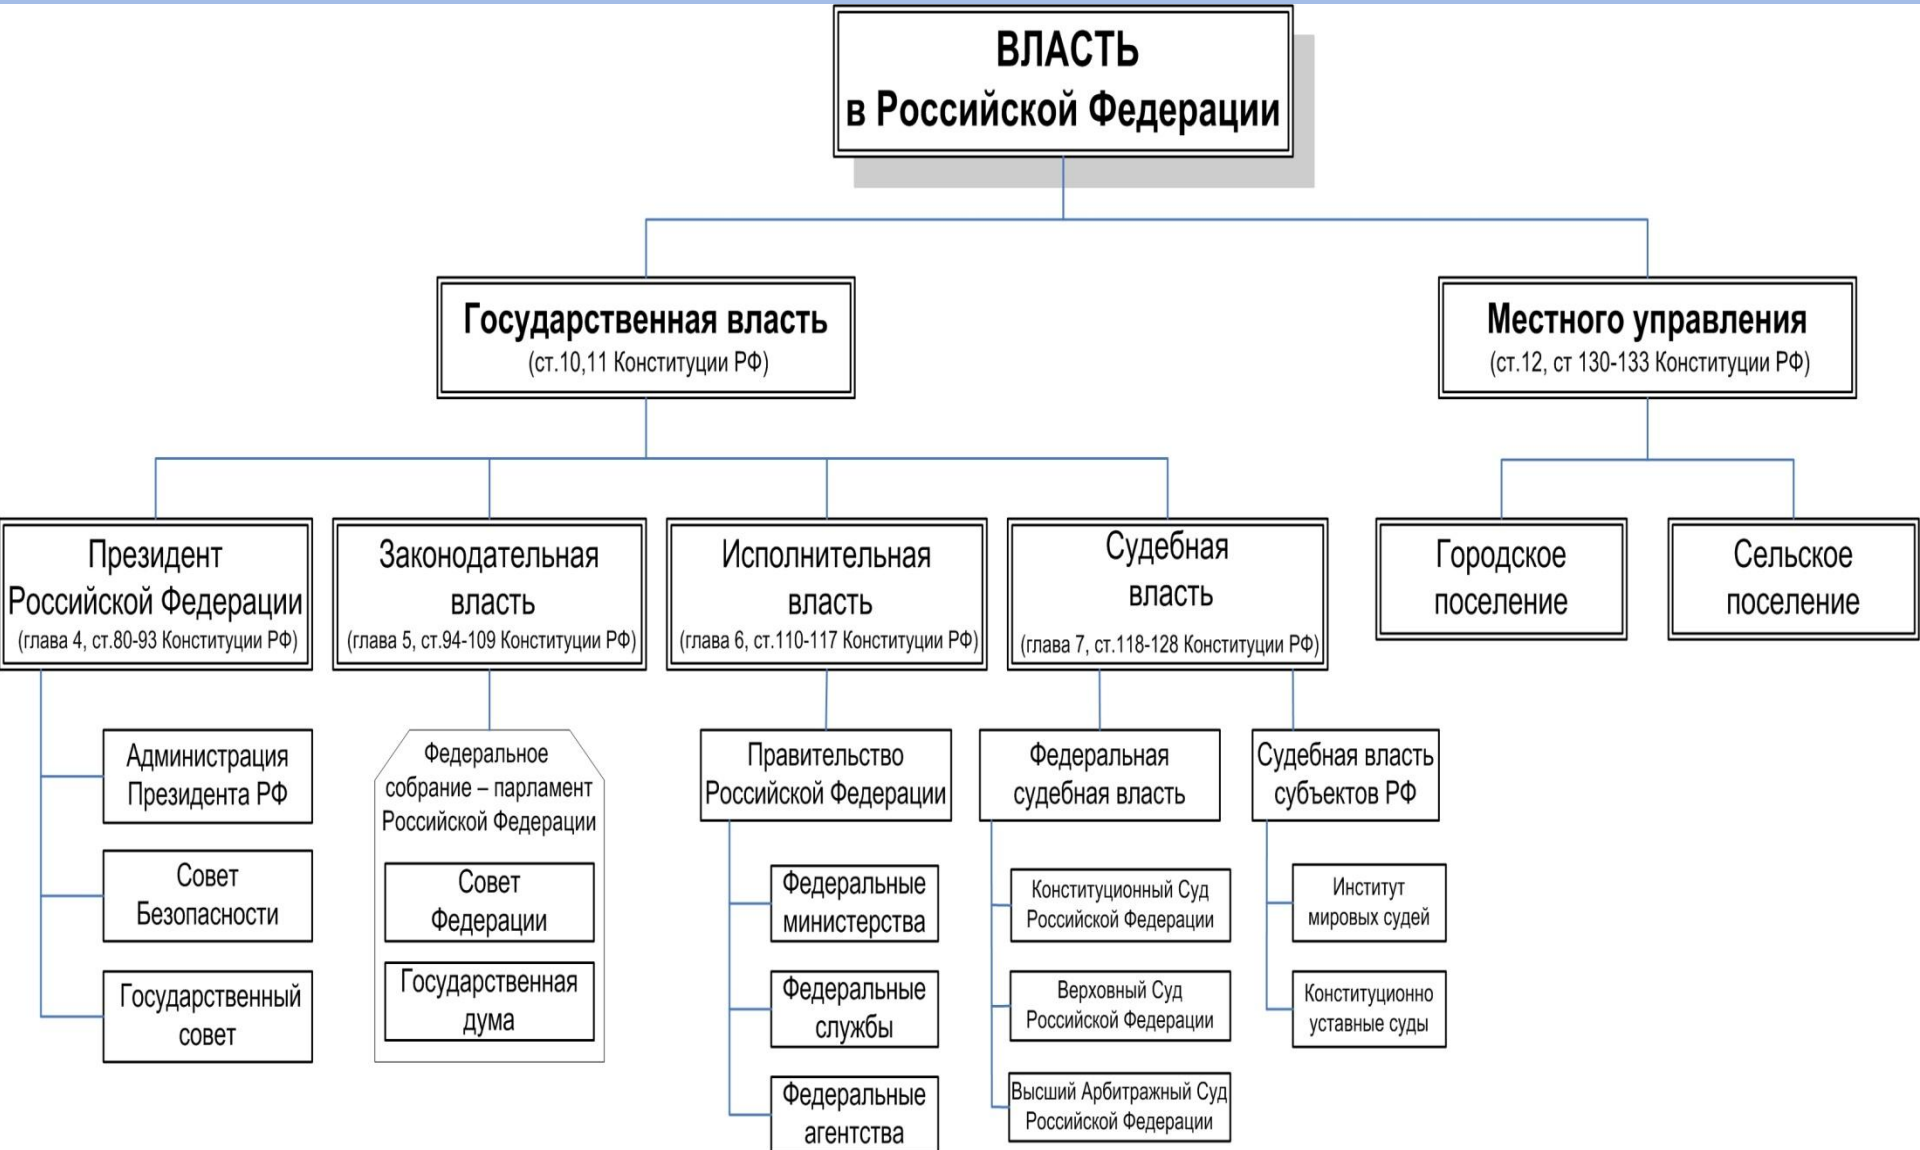 ВЛАСТЬ
в Российской Федерации
Государственная власть
(ст.10,11 Конституции РФ)
Местного управления
(ст.12, ст 130-133 Конституции РФ)
Президент
Российской Федерации
(глава 4, ст.80-93 Конституции РФ)
Законодательная
власть
(глава 5, ст.94-109 Конституции РФ)
Исполнительная
власть
(глава 6, ст.110-117 Конституции РФ)
Судебная
власть
(глава 7, ст.118-128 Конституции РФ)
Городское
поселение
Сельское
поселение
Администрация
Президента РФ
Совет
Безопасности
Государственный
совет
Федеральное
собрание – парламент
Российской Федерации
Совет
Федерации
Государственная
дума
Правительство
Российской Федерации
Федеральные
министерства
Федеральные
службы
Федеральные
агентства
Федеральная
судебная власть
Конституционный Суд
Российской Федерации
Верховный Суд
Российской Федерации
Высший Арбитражный Суд
Российской Федерации
Судебная власть
субъектов РФ
Институт
мировых судей
Конституционно
уставные суды